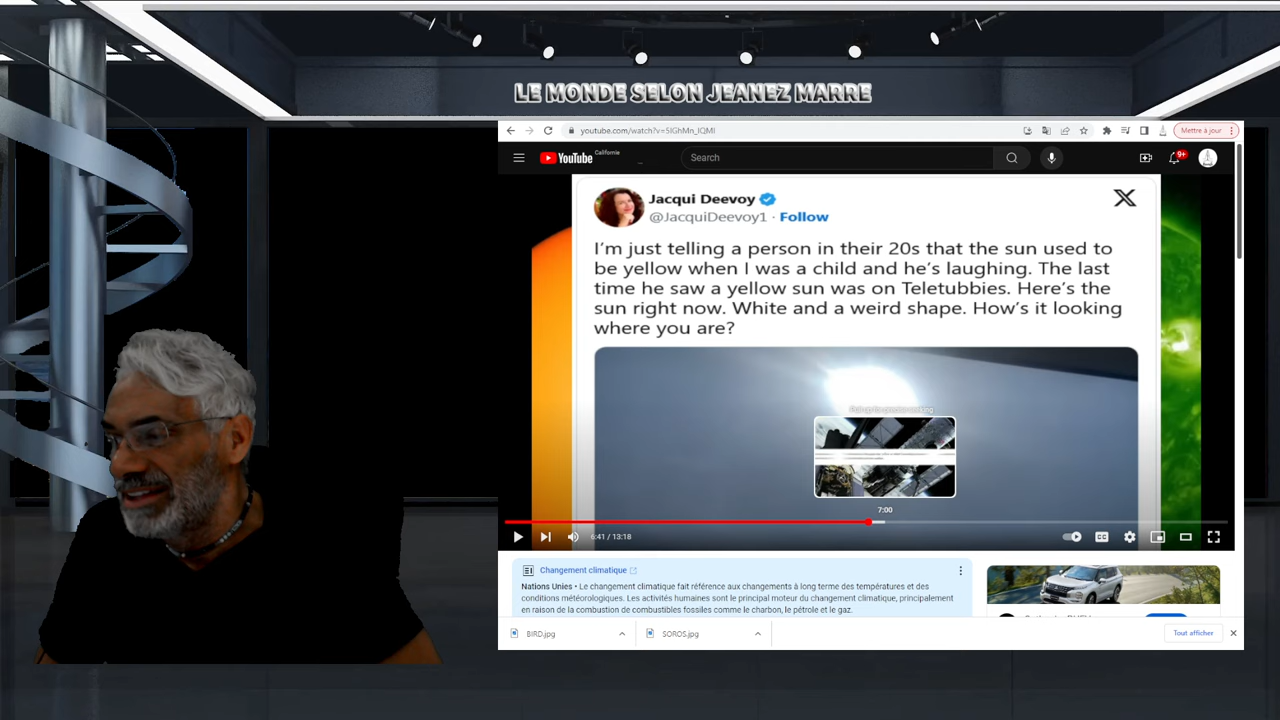 LE MONDE SELON JEANEZ MARRE
youtube.com/watch?v=5IGhMn_IQMI
Mettre à jour
YouTube
Californie
Search
9+
Jacqui Deevoy
@JacquiDeevoy1 · Follow
I'm just telling a person in their 20s that the sun used to
be yellow when I was a child and he's laughing. The last
time he saw a yellow sun was on Teletubbies. Here's the
sun right now. White and a weird shape. How's it looking
where you are?
7:00
6:41 / 13:18
CC
Changement climatique
Nations Unies • Le changement climatique fait référence aux changements à long terme des températures et des
conditions météorologiques. Les activités humaines sont le principal moteur du changement climatique, principalement
en raison de la combustion de combustibles fossiles comme le charbon, le pétrole et le gaz.
BIRD.jpg
SOROS.jpg
Tout afficher